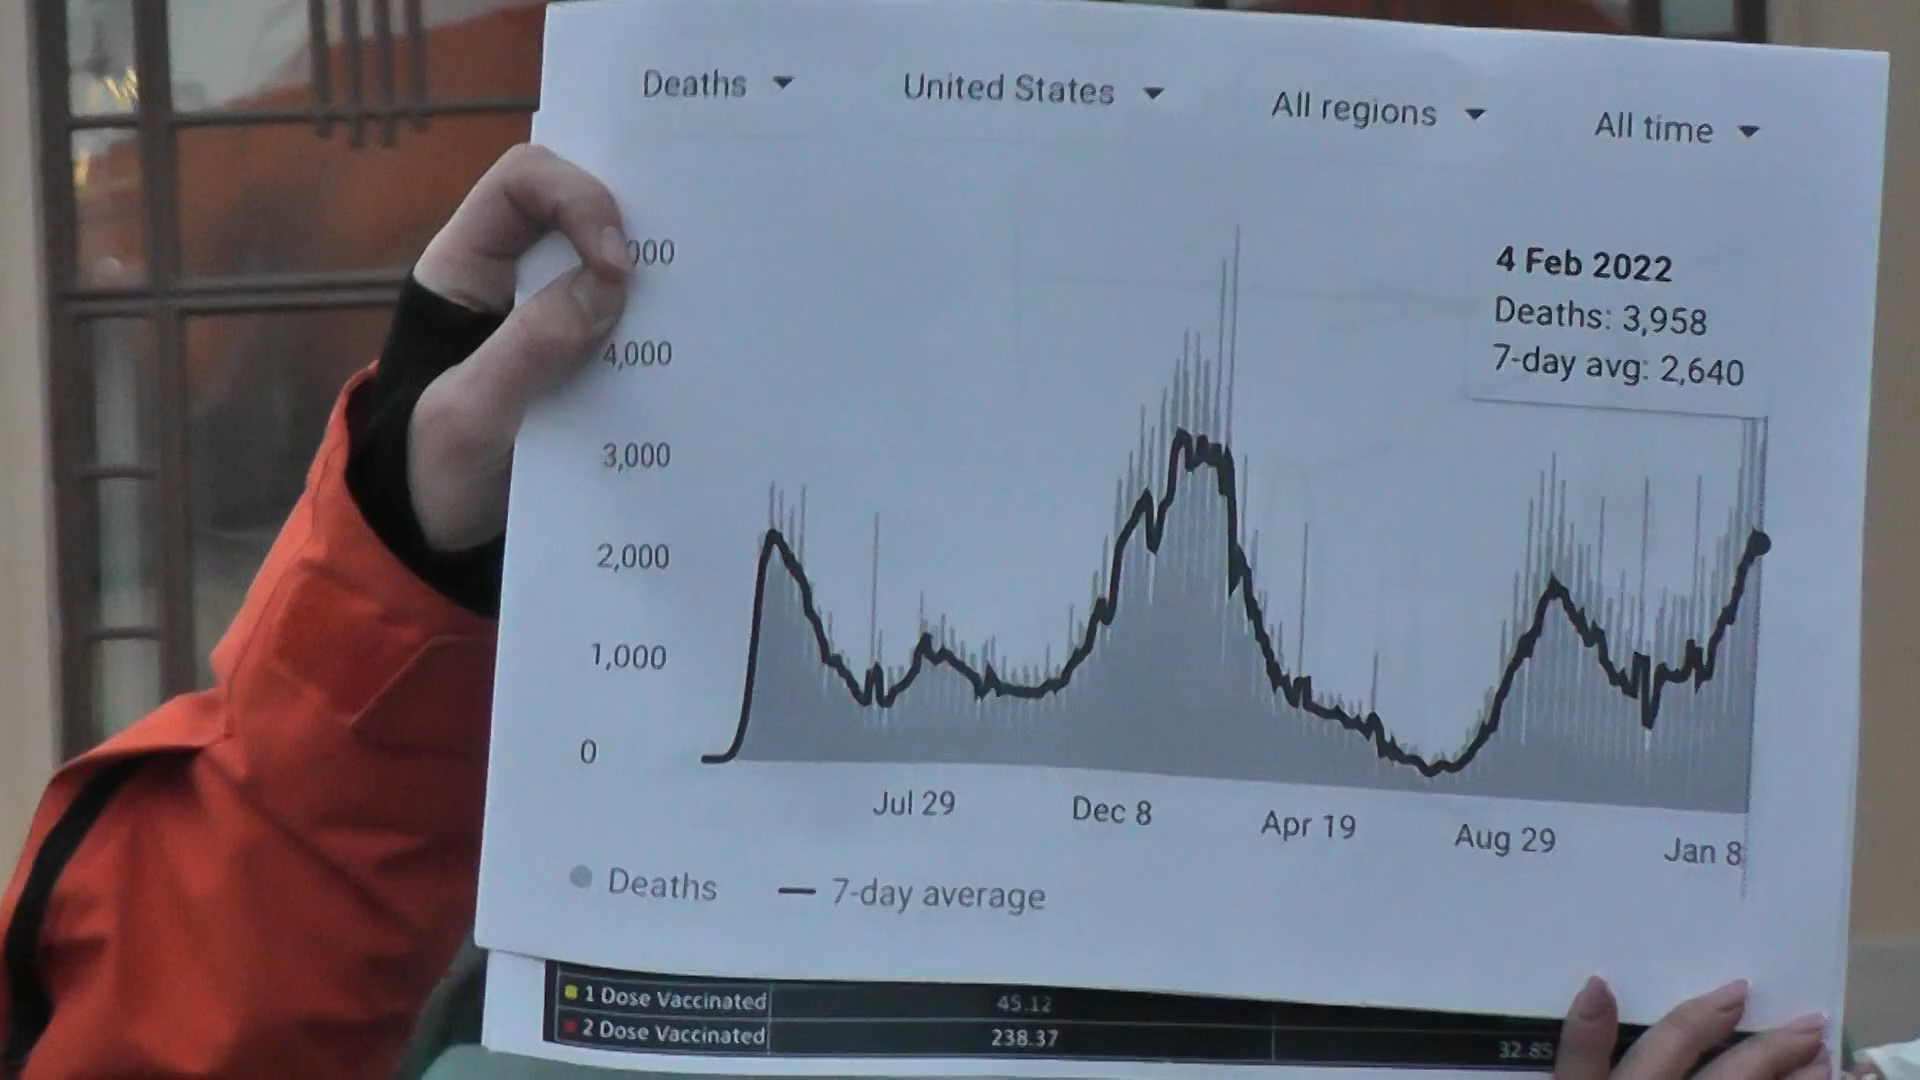 Deaths United States All regions All time
4 Feb 2022
Deaths: 3,958
7-day avg: 2,640
000
4,000
3,000
2,000
1,000
0
Jul 29 Dec 8 Apr 19 Aug 29 Jan 8
Deaths 7-day average
1 Dose Vaccinated 45.12
2 Dose Vaccinated 238.37 32.85